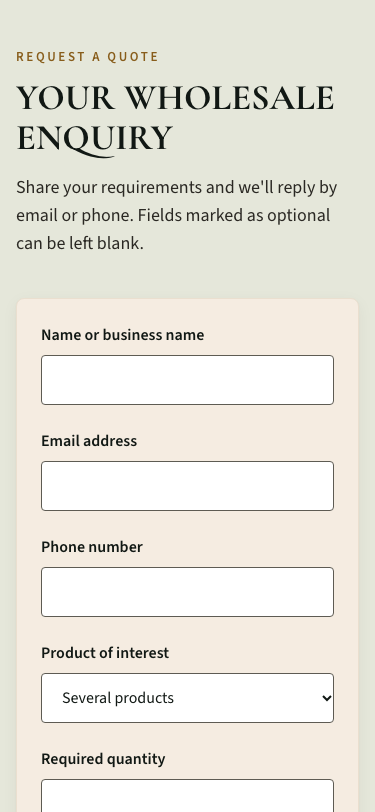 REQUEST A QUOTE
YOUR WHOLESALE
ENQUIRY
Share your requirements and we'll reply by
email or phone. Fields marked as optional
can be left blank.
Name or business name
Email address
Phone number
Product of interest
Several products
Required quantity